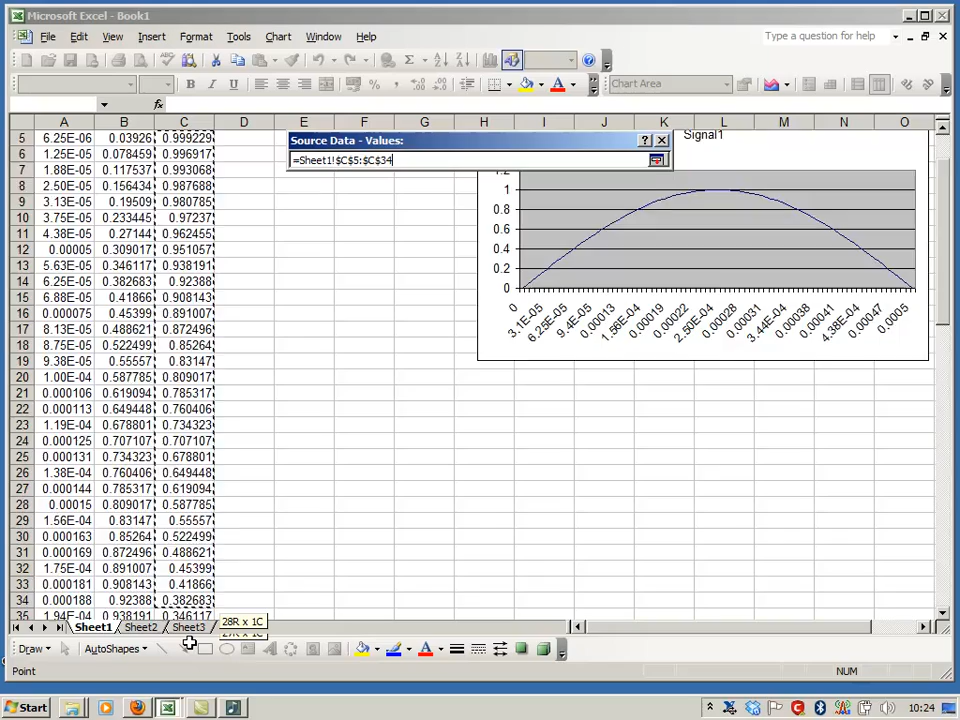 Microsoft Excel - Book1
File Edit View Insert Format Tools Chart Window Help
Type a question for help
Chart Area
fx
A B C D E F G H I J K L M N O
5 6.25E-06 0.03926 0.999229
6 1.25E-05 0.078459 0.996917
7 1.88E-05 0.117537 0.993068
8 2.50E-05 0.156434 0.987688
9 3.13E-05 0.19509 0.980785
10 3.75E-05 0.233445 0.97237
11 4.38E-05 0.27144 0.962455
12 0.00005 0.309017 0.951057
13 5.63E-05 0.346117 0.938191
14 6.25E-05 0.382683 0.92388
15 6.88E-05 0.41866 0.908143
16 0.000075 0.45399 0.891007
17 8.13E-05 0.488621 0.872496
18 8.75E-05 0.522499 0.85264
19 9.38E-05 0.55557 0.83147
20 1.00E-04 0.587785 0.809017
21 0.000106 0.619094 0.785317
22 0.000113 0.649448 0.760406
23 1.19E-04 0.678801 0.734323
24 0.000125 0.707107 0.707107
25 0.000131 0.734323 0.678801
26 1.38E-04 0.760406 0.649448
27 0.000144 0.785317 0.619094
28 0.00015 0.809017 0.587785
29 1.56E-04 0.83147 0.55557
30 0.000163 0.85264 0.522499
31 0.000169 0.872496 0.488621
32 1.75E-04 0.891007 0.45399
33 0.000181 0.908143 0.41866
34 0.000188 0.92388 0.382683
35 1.94E-04 0.938191 0.346117
Source Data - Values:
=Sheet1!$C$5:$C$34
Signal1
1.2
1
0.8
0.6
0.4
0.2
0
0 3.1E-05 6.25E-05 9.4E-05 0.00013 1.56E-04 0.00019 0.00022 2.50E-04 0.00028 0.00031 3.44E-04 0.00038 0.00041 4.38E-04 0.00047 0.0005
28R x 1C
Sheet1 Sheet2 Sheet3
Draw AutoShapes
Point NUM
Start 10:24